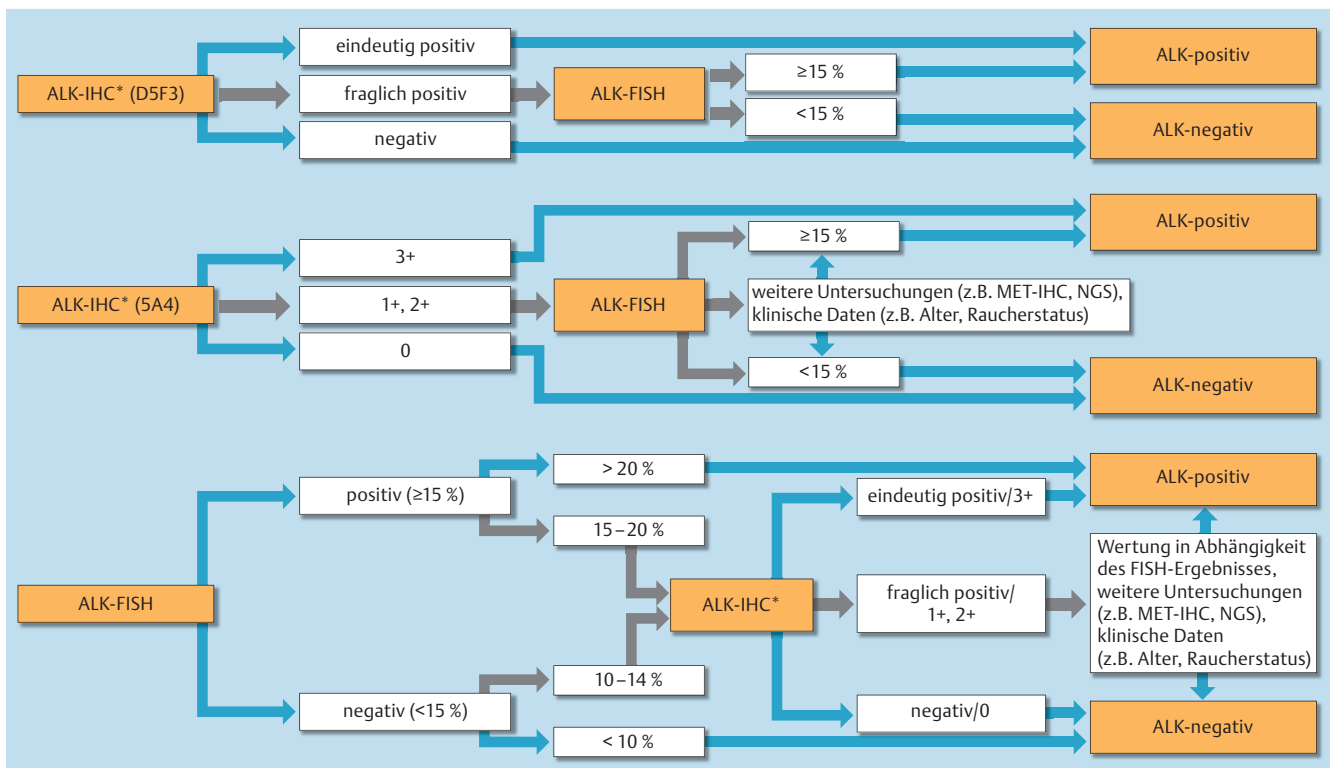 eindeutig positiv
ALK-IHC* (D5F3)
fraglich positiv
negativ
ALK-FISH
≥15 %
<15 %
ALK-positiv
ALK-negativ
ALK-IHC* (5A4)
3+
1+, 2+
0
ALK-FISH
≥15 %
weitere Untersuchungen (z.B. MET-IHC, NGS),
klinische Daten (z.B. Alter, Raucherstatus)
<15 %
ALK-positiv
ALK-negativ
ALK-FISH
positiv (≥15 %)
negativ (<15 %)
> 20 %
15–20 %
10–14 %
< 10 %
ALK-IHC*
eindeutig positiv/3+
fraglich positiv/
1+, 2+
negativ/0
ALK-positiv
Wertung in Abhängigkeit
des FISH-Ergebnisses,
weitere Untersuchungen
(z.B. MET-IHC, NGS),
klinische Daten
(z.B. Alter, Raucherstatus)
ALK-negativ